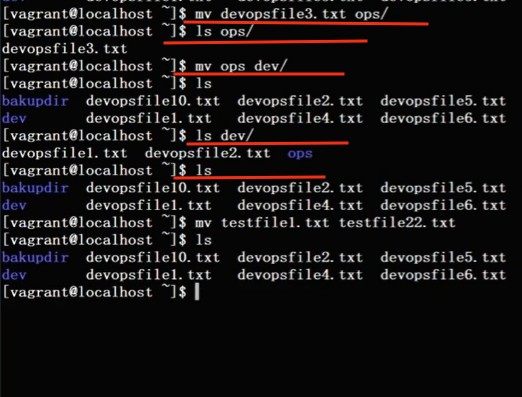 [vagrant@localhost ~]$ mv devopsfile3.txt ops/
[vagrant@localhost ~]$ ls ops/
devopsfile3.txt
[vagrant@localhost ~]$ mv ops dev/
[vagrant@localhost ~]$ ls
bakupdir devopsfile10.txt devopsfile2.txt devopsfile5.txt
dev devopsfile1.txt devopsfile4.txt devopsfile6.txt
[vagrant@localhost ~]$ ls dev/
devopsfile1.txt devopsfile2.txt ops
[vagrant@localhost ~]$ ls
bakupdir devopsfile10.txt devopsfile2.txt devopsfile5.txt
dev devopsfile1.txt devopsfile4.txt devopsfile6.txt
[vagrant@localhost ~]$ mv testfile1.txt testfile22.txt
[vagrant@localhost ~]$ ls
bakupdir devopsfile10.txt devopsfile2.txt devopsfile5.txt
dev devopsfile1.txt devopsfile4.txt devopsfile6.txt
[vagrant@localhost ~]$